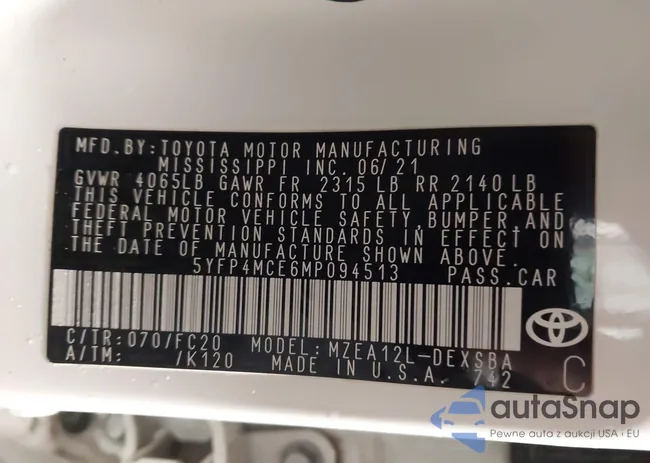 MFD. BY: TOYOTA MOTOR MANUFACTURING
MISSISSIPPI INC. 06/21
GVWR 4065LB GAWR FR 2315 LB RR 2140 LB
THIS VEHICLE CONFORMS TO ALL APPLICABLE
FEDERAL MOTOR VEHICLE SAFETY, BUMPER, AND
THEFT PREVENTION STANDARDS IN EFFECT ON
THE DATE OF MANUFACTURE SHOWN ABOVE.
5YFP4MCE6MP094513 PASS. CAR
C/TR: 070/FC20 MODEL: MZEA12L-DEXSBA
A/TM: /K120 MADE IN U.S.A. 742
C
autaSnap
Pewne auta z aukcji USA i EU